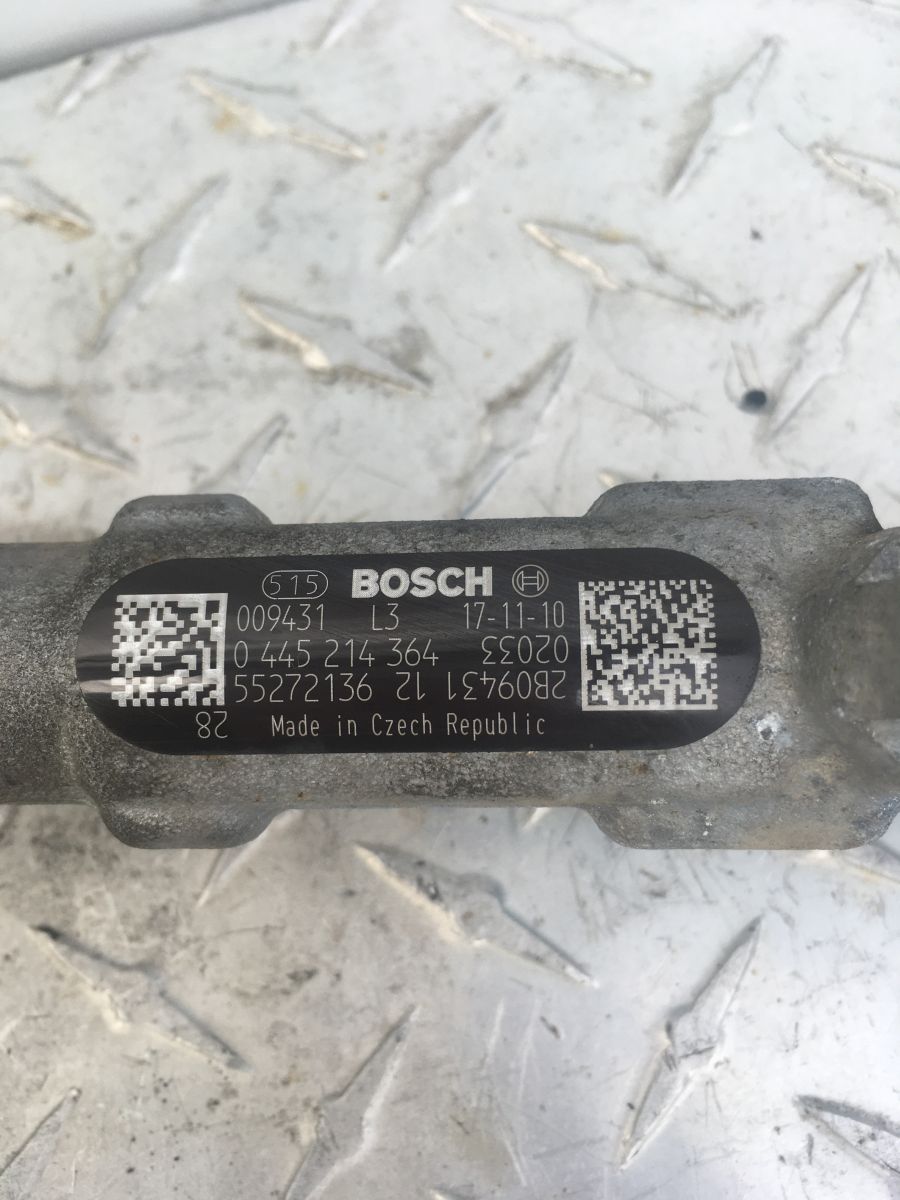 515 BOSCH
009431 L3 17-11-10
0 445 214 364 02033
55272136 12 2B09431
28 Made in Czech Republic